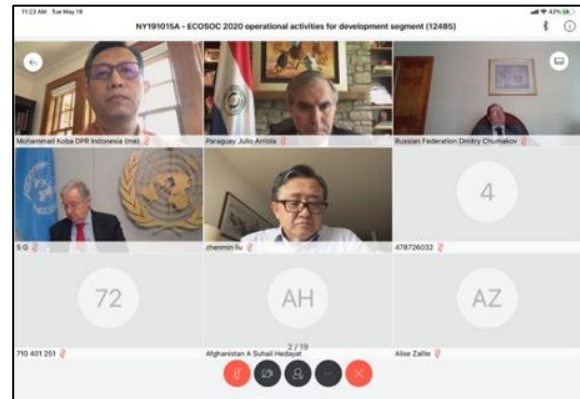 11:23 AM Tue May 19
42%
NY191015A - ECOSOC 2020 operational activities for development segment (12485)
Mohammad Koba DPR Indonesia (me)
Paraguay Julio Arriola
Russian Federation Dmitry Chumakov
S G
zhenmin liu
4
478726032
72
AH
AZ
710 401 251
Afghanistan A Suhail Hedayat
2 / 19
Alise Zalite